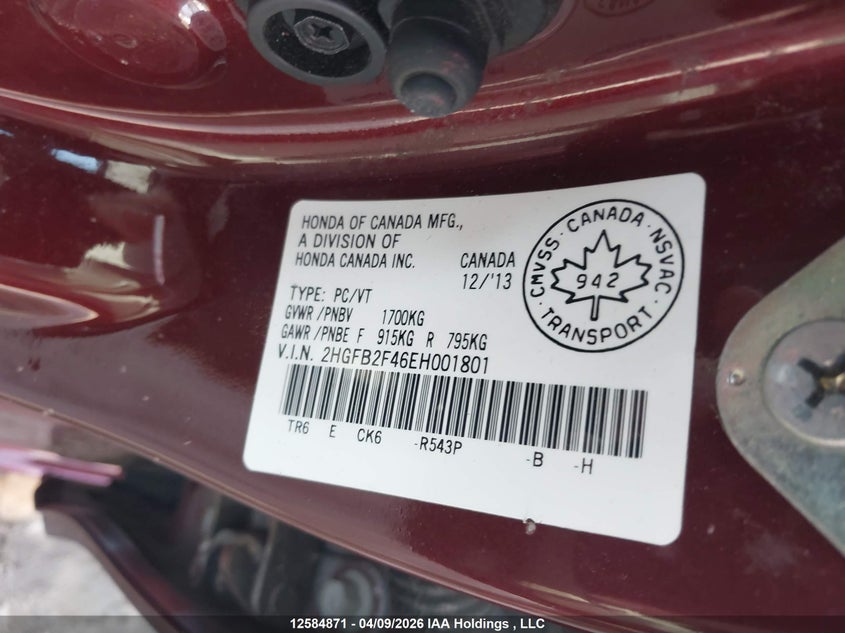 HONDA OF CANADA MFG.,
A DIVISION OF
HONDA CANADA INC.
CANADA
12/'13
TYPE: PC/VT
GVWR/PNBV 1700KG
GAWR/PNBE F 915KG R 795KG
V.I.N. 2HGFB2F46EH001801
TR6 E CK6 -R543P -B -H
CMVSS · CANADA · NSVAC
942
TRANSPORT
12584871 - 04/09/2026 IAA Holdings , LLC